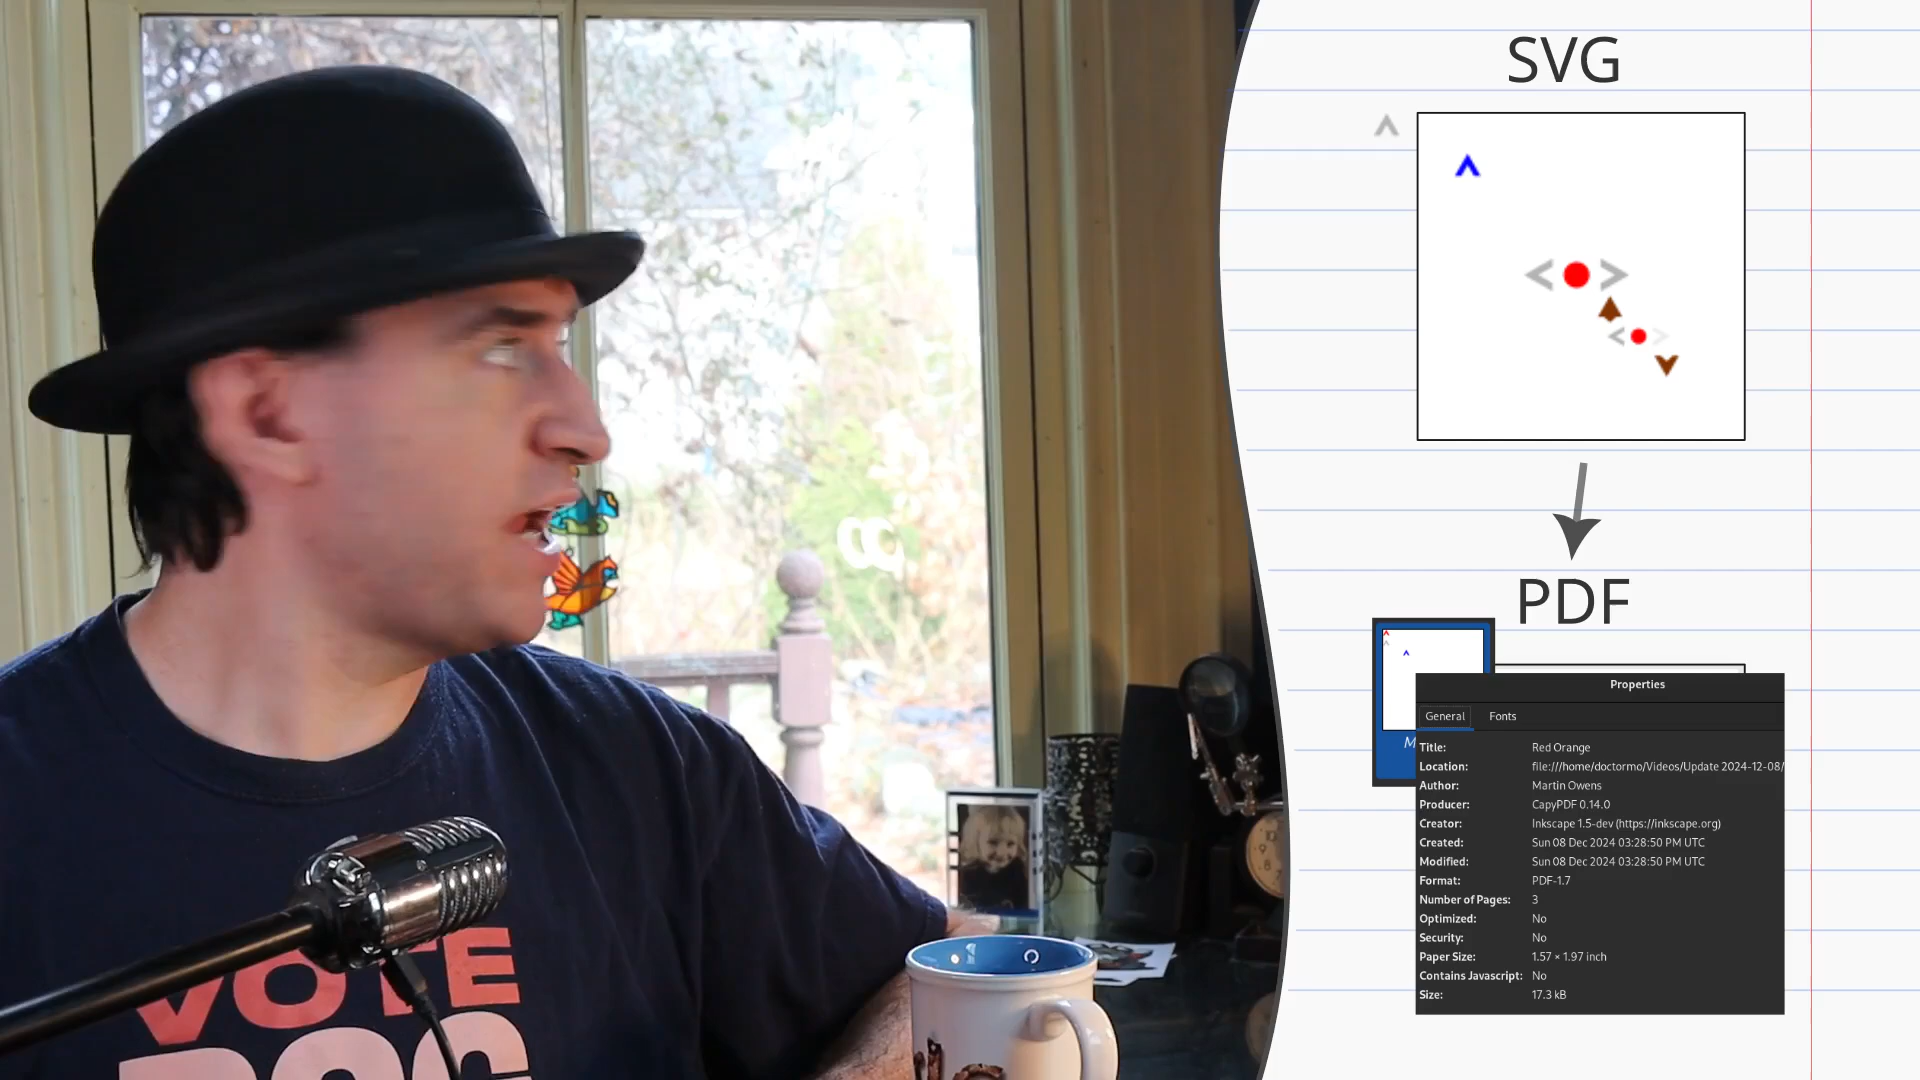 SVG
PDF
M
Properties
General Fonts
Title: Red Orange
Location: file:///home/doctormo/Videos/Update 2024-12-08/
Author: Martin Owens
Producer: CapyPDF 0.14.0
Creator: Inkscape 1.5-dev (https://inkscape.org)
Created: Sun 08 Dec 2024 03:28:50 PM UTC
Modified: Sun 08 Dec 2024 03:28:50 PM UTC
Format: PDF-1.7
Number of Pages: 3
Optimized: No
Security: No
Paper Size: 1.57 × 1.97 inch
Contains Javascript: No
Size: 17.3 kB
VOTE
DOG